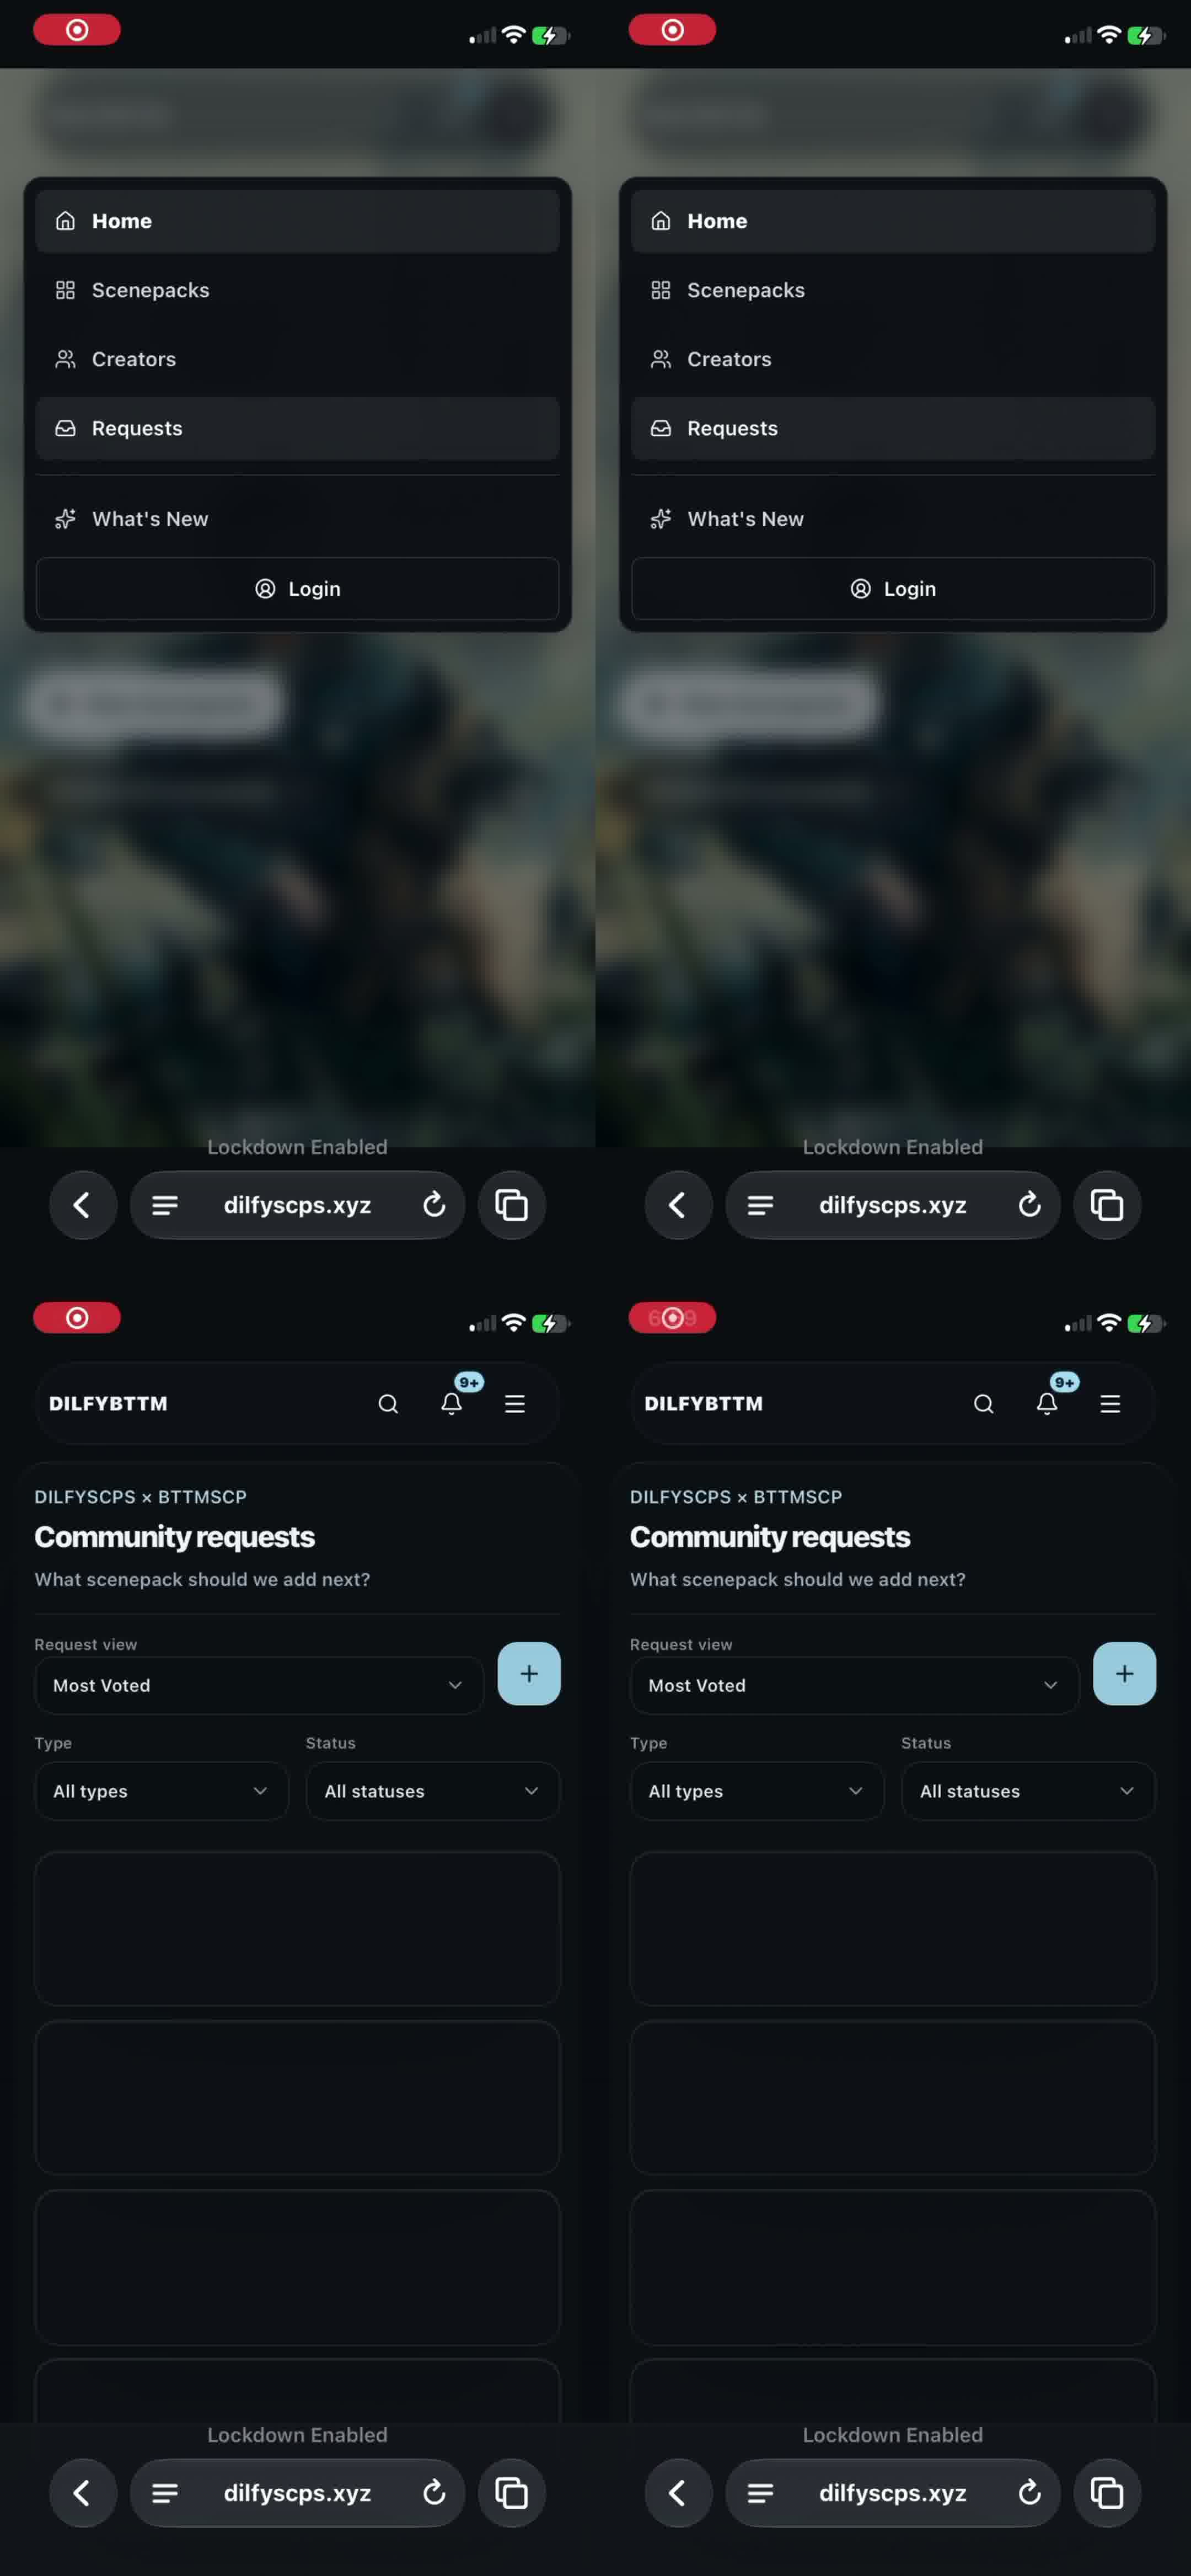 Home
Scenepacks
Creators
Requests
What's New
Login
Lockdown Enabled
dilfyscps.xyz
Home
Scenepacks
Creators
Requests
What's New
Login
Lockdown Enabled
dilfyscps.xyz
DILFYBTTM
9+
DILFYSCPS × BTTMSCP
Community requests
What scenepack should we add next?
Request view
Most Voted
Type
Status
All types
All statuses
Lockdown Enabled
dilfyscps.xyz
DILFYBTTM
9+
DILFYSCPS × BTTMSCP
Community requests
What scenepack should we add next?
Request view
Most Voted
Type
Status
All types
All statuses
Lockdown Enabled
dilfyscps.xyz